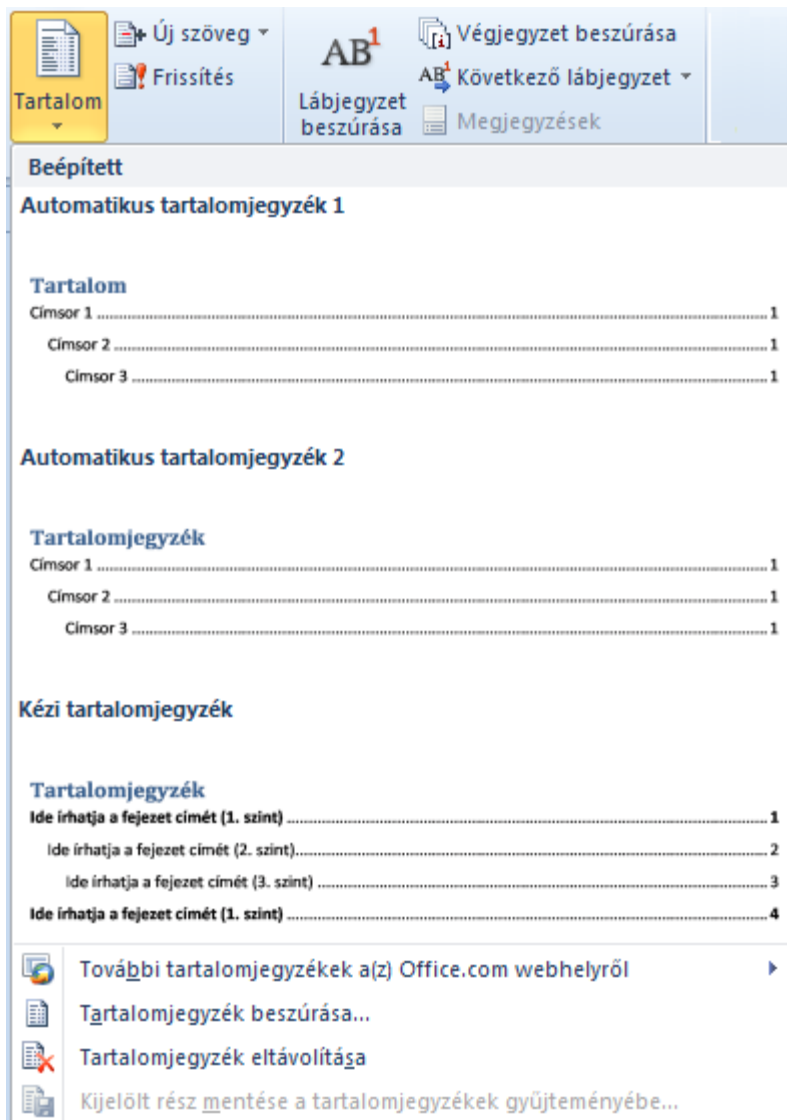 Új szöveg
Frissítés
Tartalom
AB1
Lábjegyzet
beszúrása
[i] Végjegyzet beszúrása
AB1 Következő lábjegyzet
Megjegyzések
Beépített
Automatikus tartalomjegyzék 1
Tartalom
Címsor 1 ........ 1
Címsor 2 ........ 1
Címsor 3 ........ 1
Automatikus tartalomjegyzék 2
Tartalomjegyzék
Címsor 1 ........ 1
Címsor 2 ........ 1
Címsor 3 ........ 1
Kézi tartalomjegyzék
Tartalomjegyzék
Ide írhatja a fejezet címét (1. szint) ........ 1
Ide írhatja a fejezet címét (2. szint) ........ 2
Ide írhatja a fejezet címét (3. szint) ........ 3
Ide írhatja a fejezet címét (1. szint) ........ 4
További tartalomjegyzékek a(z) Office.com webhelyről
Tartalomjegyzék beszúrása...
Tartalomjegyzék eltávolítása
Kijelölt rész mentése a tartalomjegyzékek gyűjteményébe...